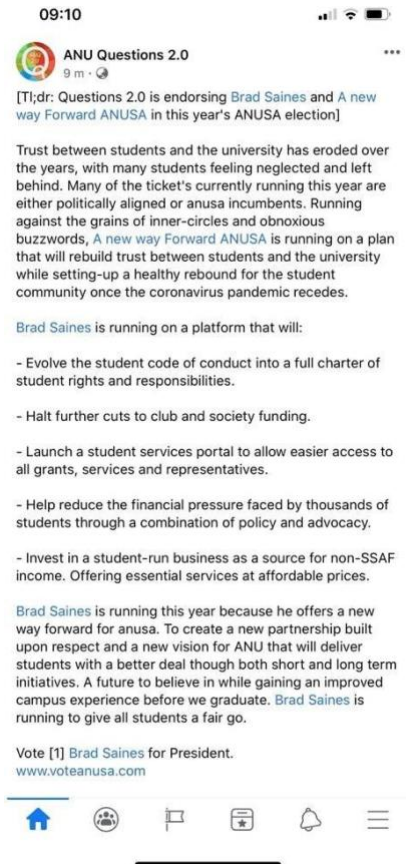 09:10
ANU Questions 2.0
9 m ·
[Tl;dr: Questions 2.0 is endorsing Brad Saines and A new
way Forward ANUSA in this year's ANUSA election]
Trust between students and the university has eroded over
the years, with many students feeling neglected and left
behind. Many of the ticket's currently running this year are
either politically aligned or anusa incumbents. Running
against the grains of inner-circles and obnoxious
buzzwords, A new way Forward ANUSA is running on a plan
that will rebuild trust between students and the university
while setting-up a healthy rebound for the student
community once the coronavirus pandemic recedes.
Brad Saines is running on a platform that will:
- Evolve the student code of conduct into a full charter of
student rights and responsibilities.
- Halt further cuts to club and society funding.
- Launch a student services portal to allow easier access to
all grants, services and representatives.
- Help reduce the financial pressure faced by thousands of
students through a combination of policy and advocacy.
- Invest in a student-run business as a source for non-SSAF
income. Offering essential services at affordable prices.
Brad Saines is running this year because he offers a new
way forward for anusa. To create a new partnership built
upon respect and a new vision for ANU that will deliver
students with a better deal though both short and long term
initiatives. A future to believe in while gaining an improved
campus experience before we graduate. Brad Saines is
running to give all students a fair go.
Vote [1] Brad Saines for President.
www.voteanusa.com